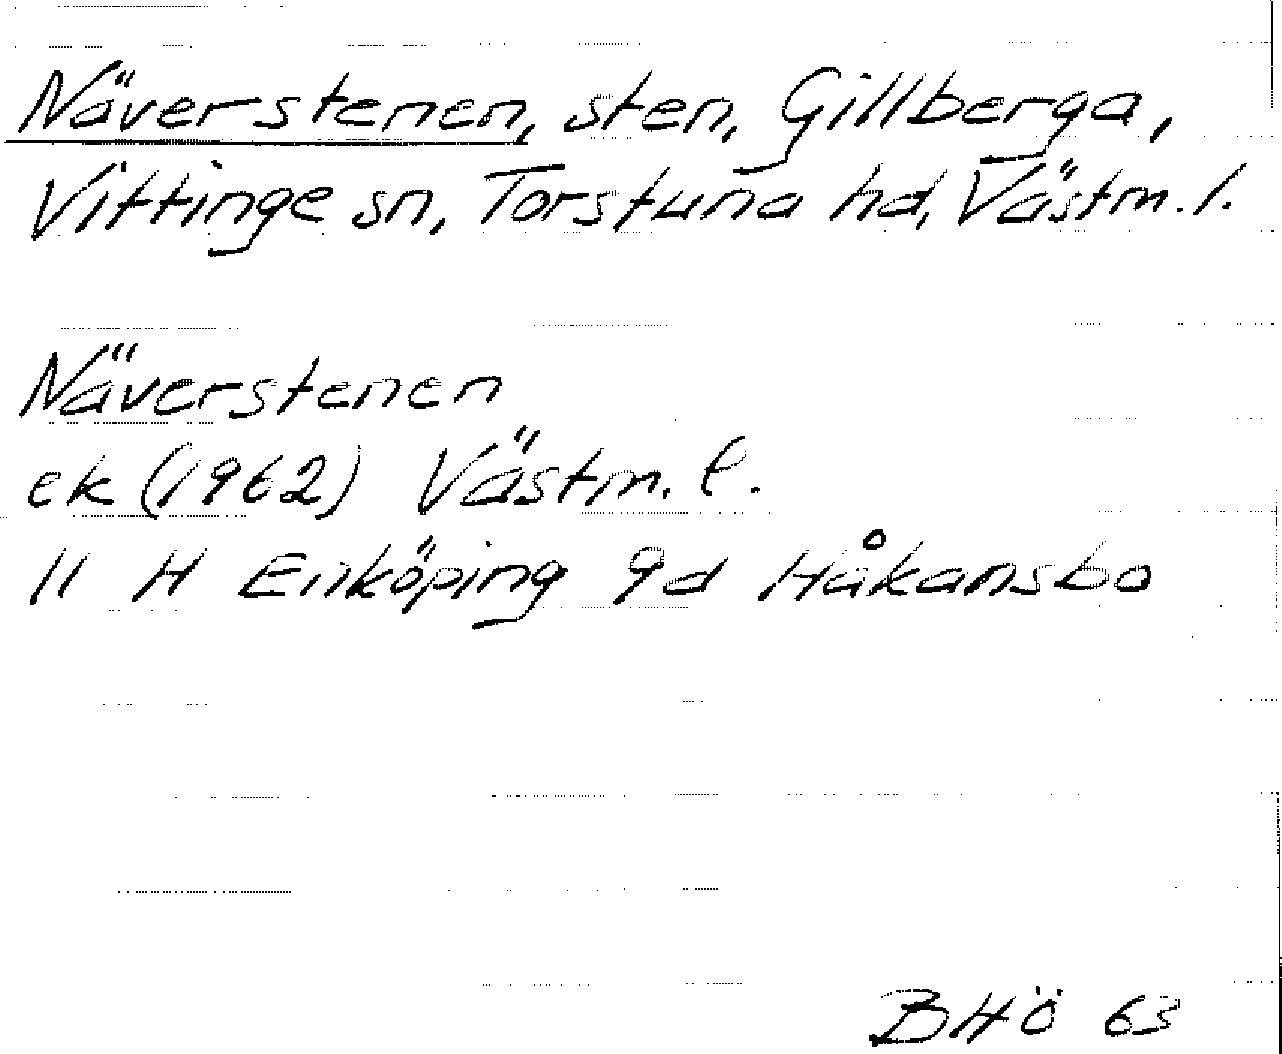 Näverstenen, sten, Gillberga,
Vittinge sn, Torstuna hd, Västm. l.
Näverstenen
ek (1962) Västm. l.
11 H Enköping 9d Håkansbo
BHÖ 63